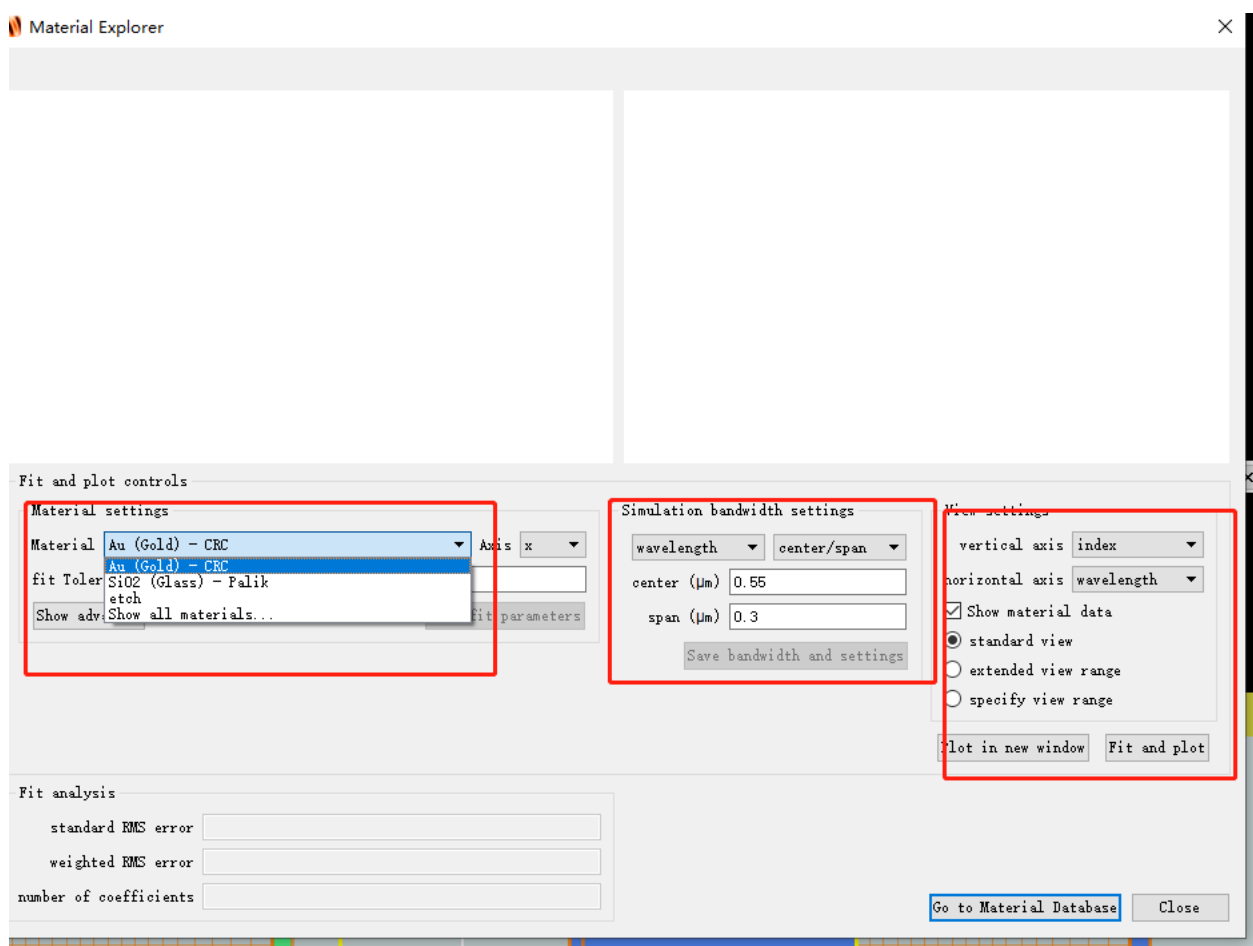 Material Explorer
Fit and plot controls
Material settings
Material Au (Gold) - CRC Axis x
Au (Gold) - CRC
SiO2 (Glass) - Palik
etch
Show all materials...
fit Toler
Show adv
fit parameters
Simulation bandwidth settings
wavelength center/span
center (μm) 0.55
span (μm) 0.3
Save bandwidth and settings
View settings
vertical axis index
horizontal axis wavelength
Show material data
standard view
extended view range
specify view range
Plot in new window Fit and plot
Fit analysis
standard RMS error
weighted RMS error
number of coefficients
Go to Material Database Close